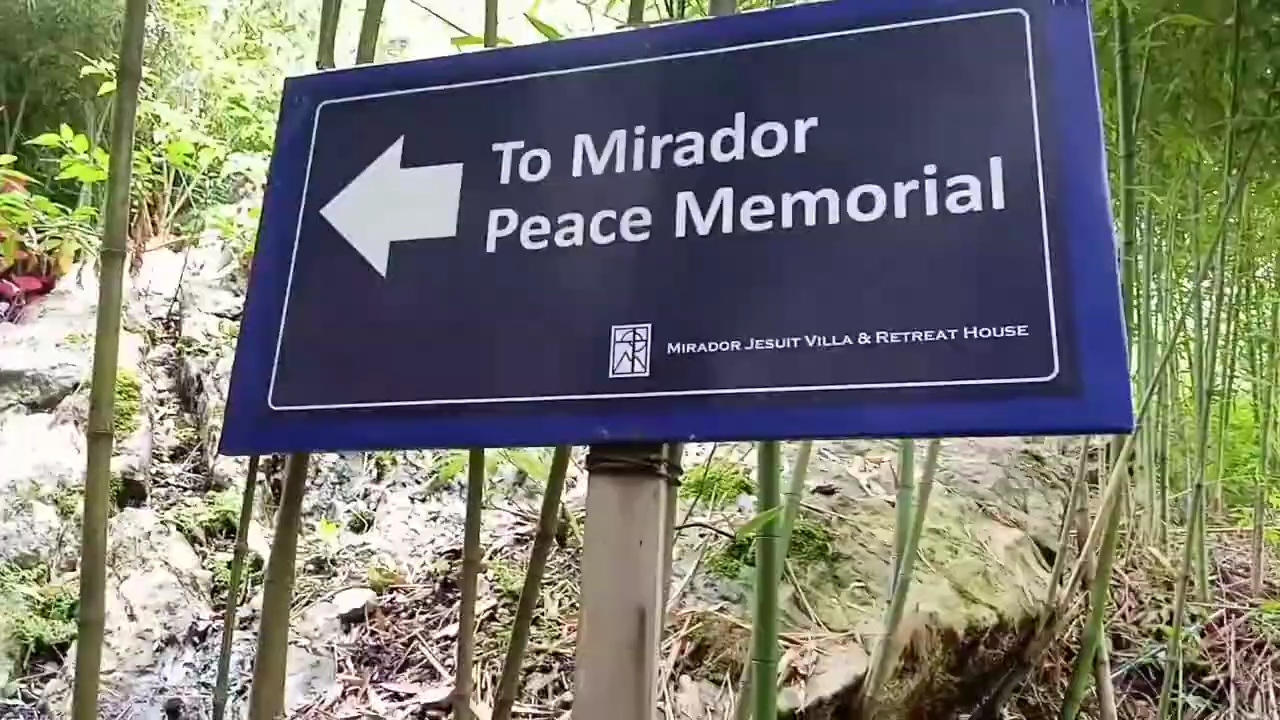 To Mirador
Peace Memorial
Mirador Jesuit Villa & Retreat House